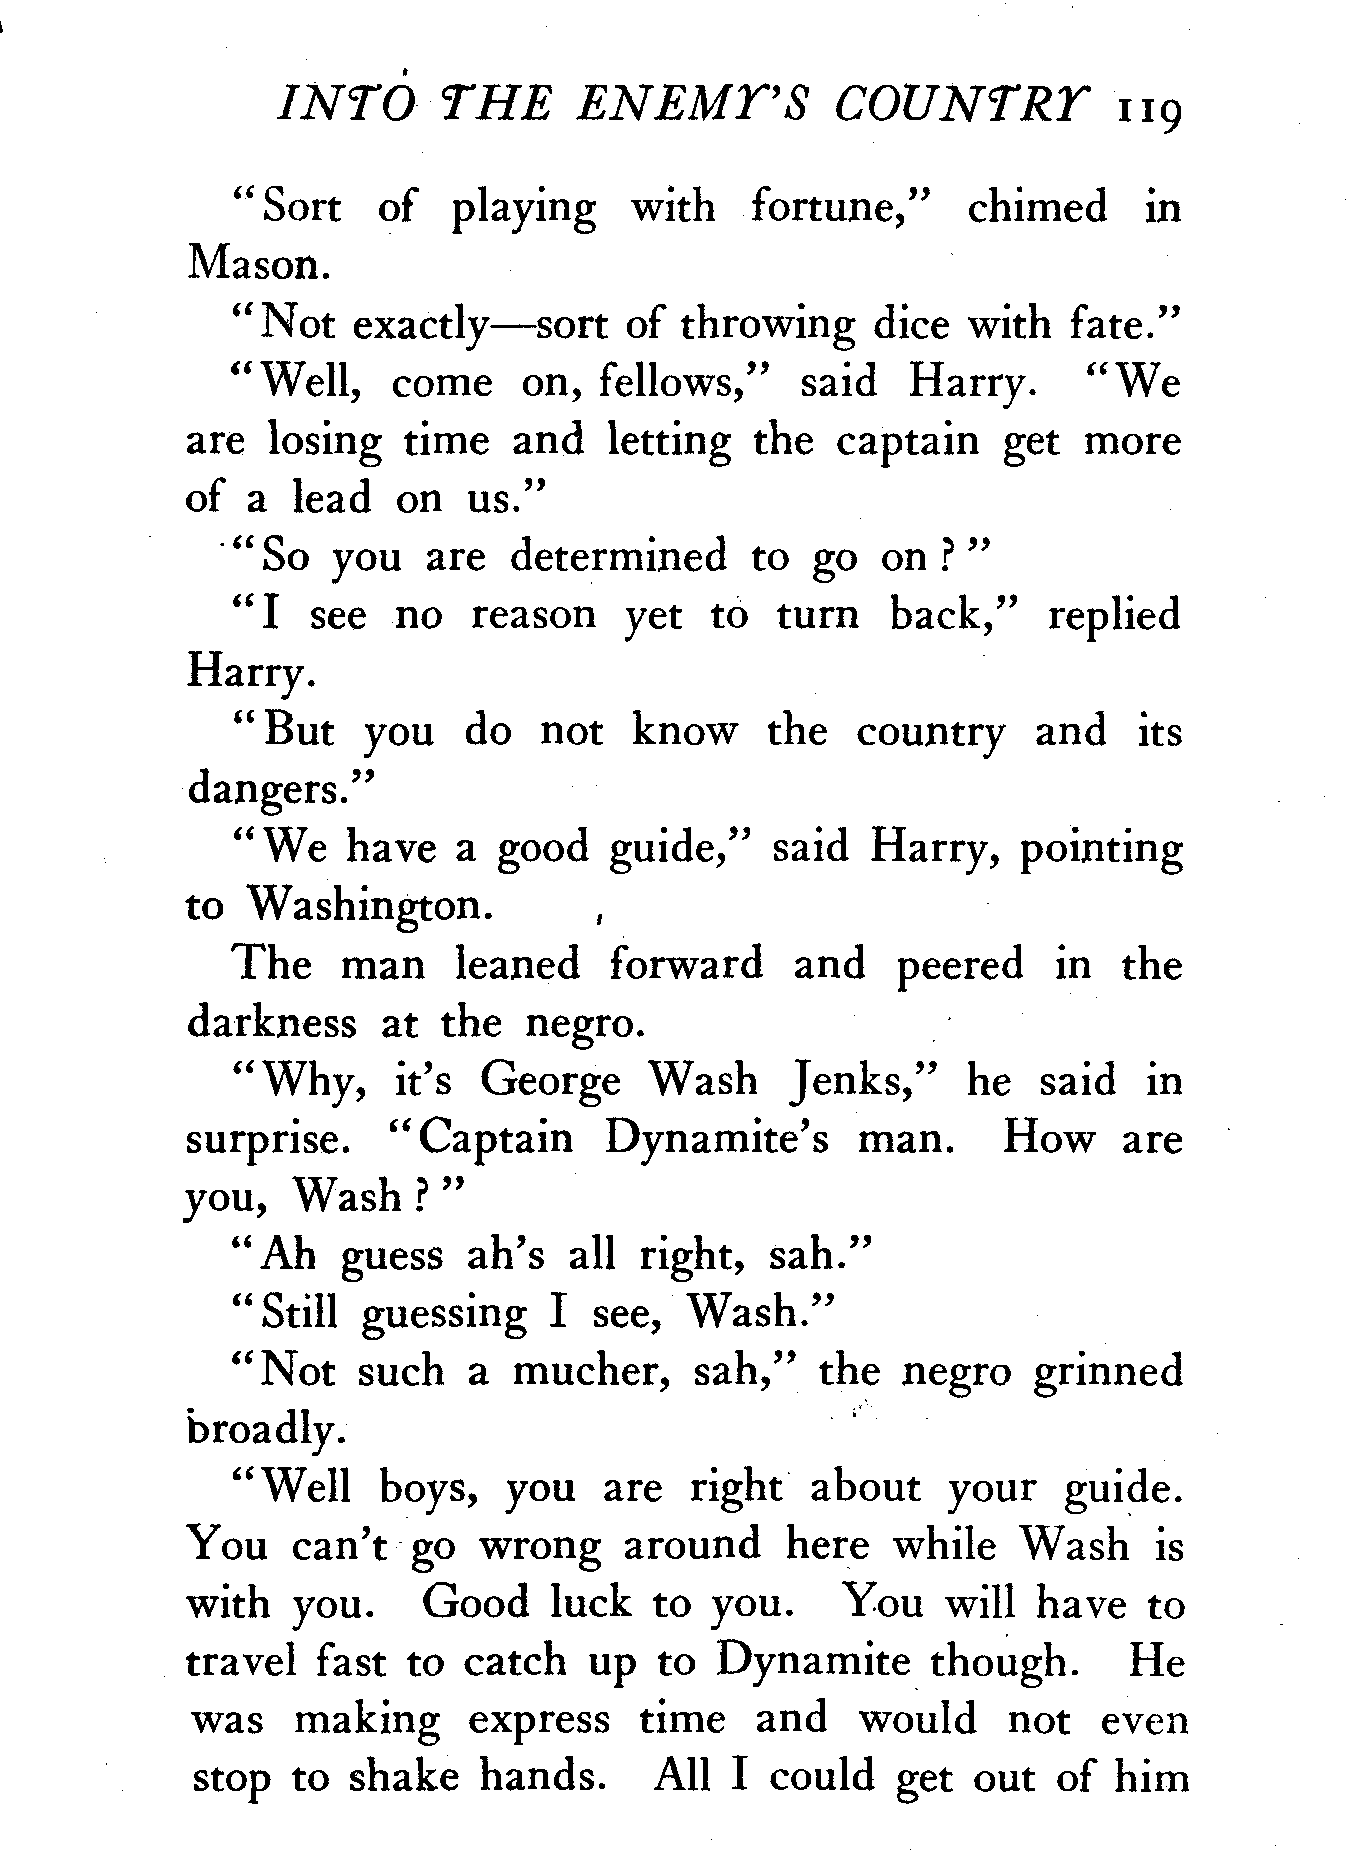 INTO THE ENEMY'S COUNTRY 119
"Sort of playing with fortune," chimed in
Mason.
"Not exactly—sort of throwing dice with fate."
"Well, come on, fellows," said Harry. "We
are losing time and letting the captain get more
of a lead on us."
"So you are determined to go on?"
"I see no reason yet to turn back," replied
Harry.
"But you do not know the country and its
dangers."
"We have a good guide," said Harry, pointing
to Washington.
The man leaned forward and peered in the
darkness at the negro.
"Why, it's George Wash Jenks," he said in
surprise. "Captain Dynamite's man. How are
you, Wash?"
"Ah guess ah's all right, sah."
"Still guessing I see, Wash."
"Not such a mucher, sah," the negro grinned
broadly.
"Well boys, you are right about your guide.
You can't go wrong around here while Wash is
with you. Good luck to you. You will have to
travel fast to catch up to Dynamite though. He
was making express time and would not even
stop to shake hands. All I could get out of him